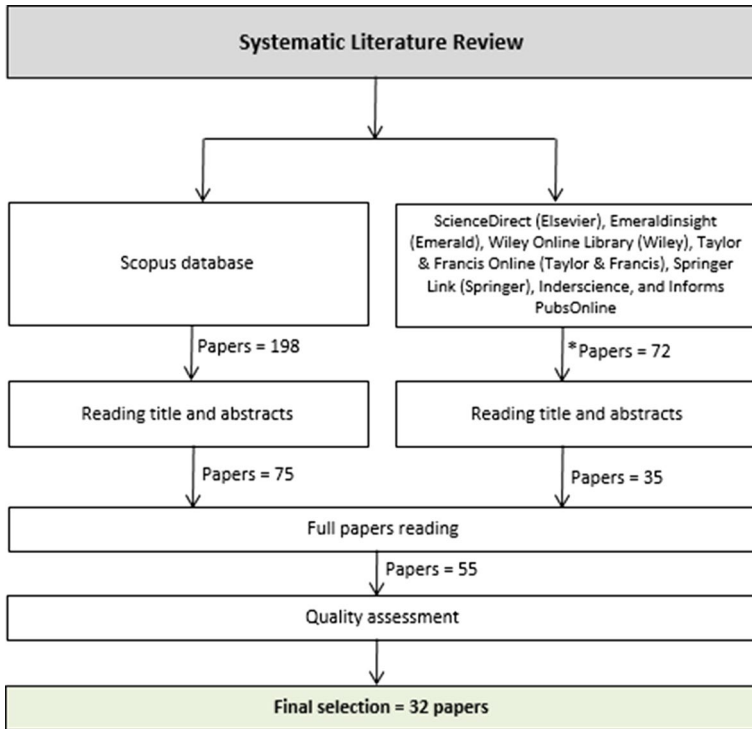 Systematic Literature Review
Scopus database
ScienceDirect (Elsevier), Emeraldinsight
(Emerald), Wiley Online Library (Wiley), Taylor
& Francis Online (Taylor & Francis), Springer
Link (Springer), Inderscience, and Informs
PubsOnline
Papers = 198
*Papers = 72
Reading title and abstracts
Reading title and abstracts
Papers = 75
Papers = 35
Full papers reading
Papers = 55
Quality assessment
Final selection = 32 papers